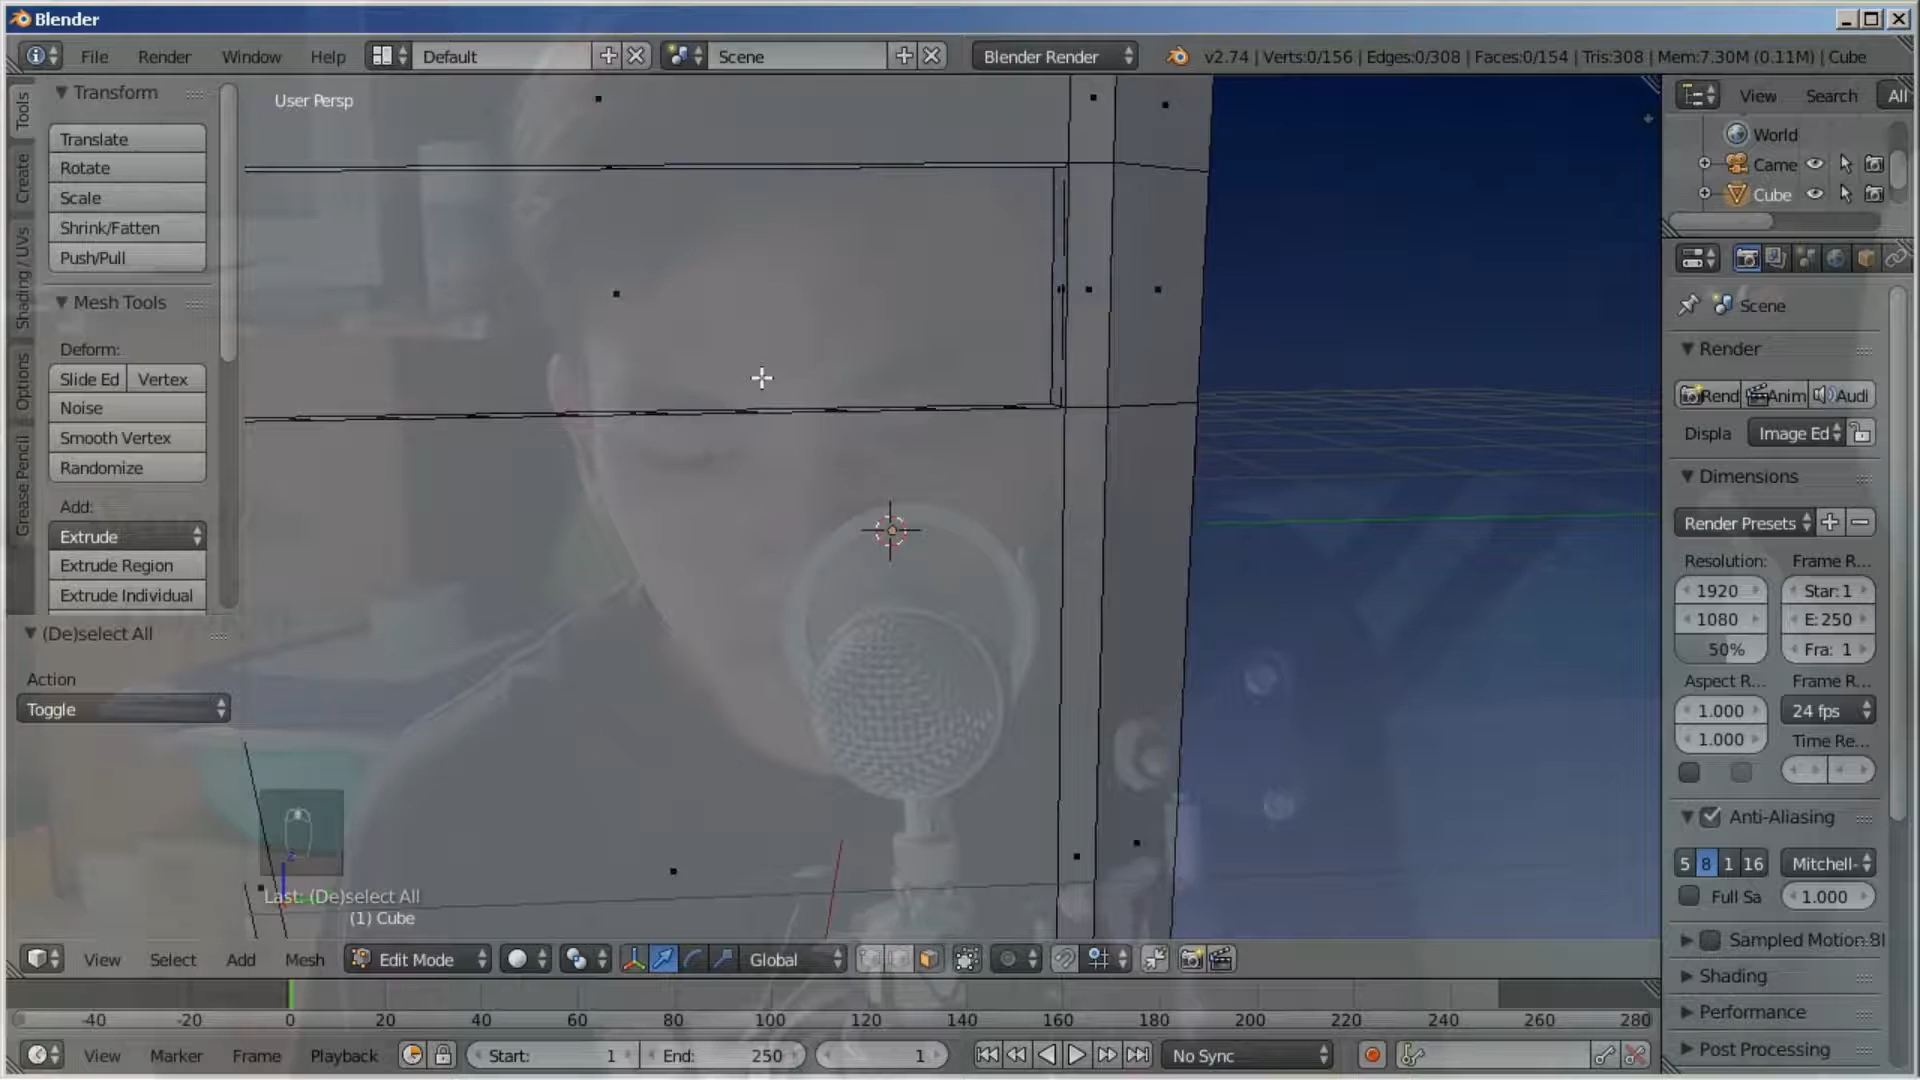 Blender
File Render Window Help Default Scene Blender Render v2.74 | Verts:0/156 | Edges:0/308 | Faces:0/154 | Tris:308 | Mem:7.30M (0.11M) | Cube
Tools
Create
Shading / UVs
Options
Grease Pencil
Transform
Translate
Rotate
Scale
Shrink/Fatten
Push/Pull
Mesh Tools
Deform:
Slide Ed Vertex
Noise
Smooth Vertex
Randomize
Add:
Extrude
Extrude Region
Extrude Individual
(De)select All
Action
Toggle
User Persp
z
Last: (De)select All
(1) Cube
View Search All
World
Came
Cube
Scene
Render
Rend Anim Audi
Displa Image Ed
Dimensions
Render Presets
Resolution: Frame R...
1920 Star: 1
1080 E: 250
50% Fra: 1
Aspect R... Frame R...
1.000 24 fps
1.000 Time Re...
Anti-Aliasing
5 8 1 16 Mitchell-
Full Sa 1.000
Sampled Motion Bl
Shading
Performance
Post Processing
View Select Add Mesh Edit Mode Global
-40 -20 0 20 40 60 80 100 120 140 160 180 200 220 240 260 280
View Marker Frame Playback Start: 1 End: 250 1 No Sync